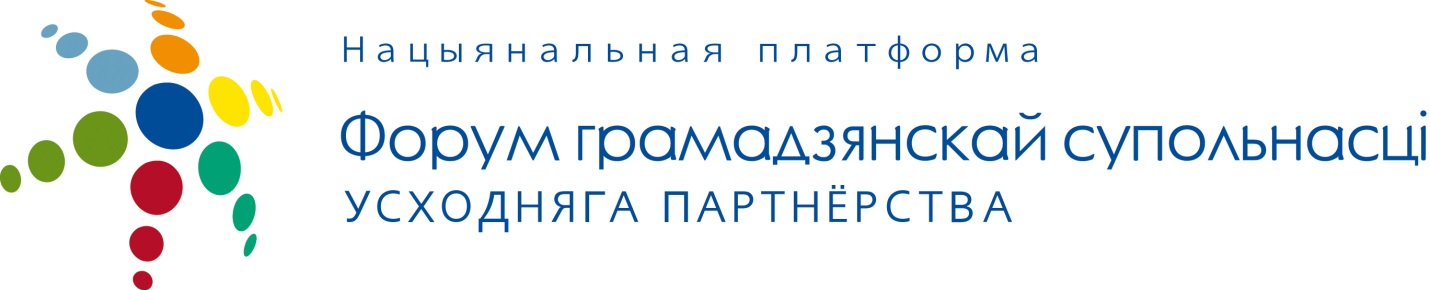 Нацыянальная платформа
Форум грамадзянскай супольнасці
УСХОДНЯГА ПАРТНЁРСТВА